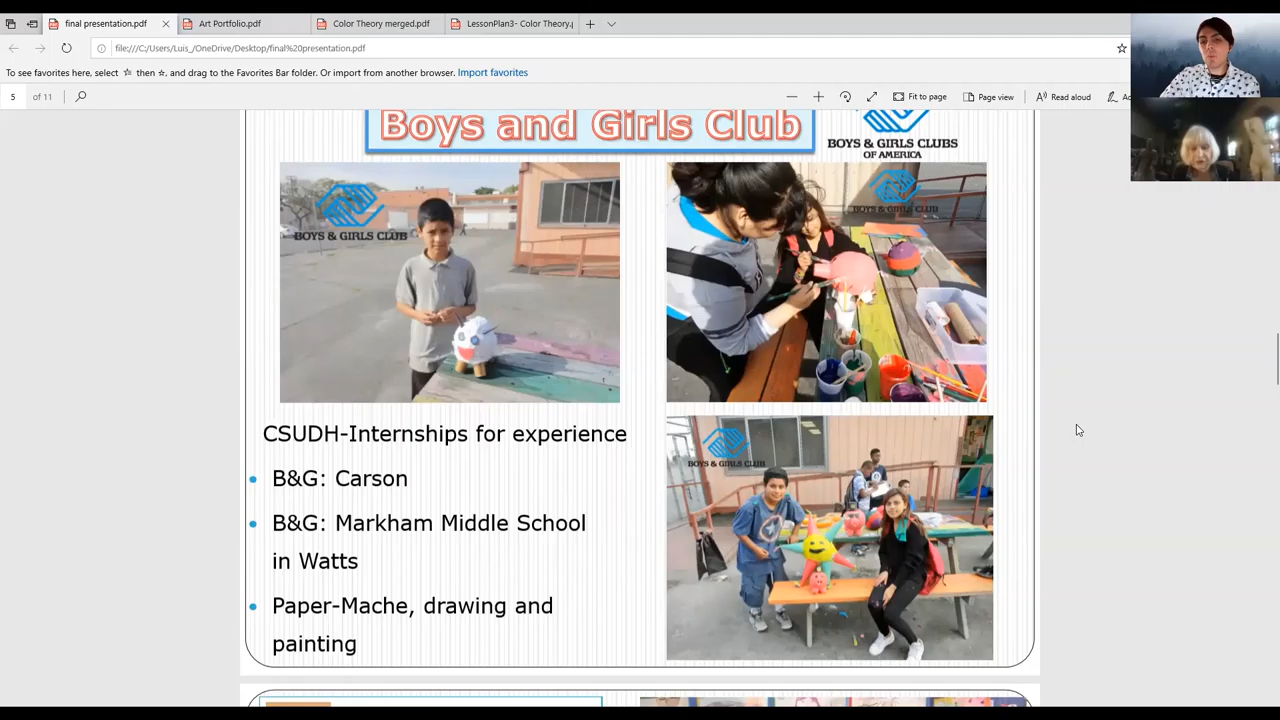 final presentation.pdf
Art Portfolio.pdf
Color Theory merged.pdf
LessonPlan3- Color Theory.p
file:///C:/Users/Luis_/OneDrive/Desktop/final%20presentation.pdf
To see favorites here, select ☆ then ☆, and drag to the Favorites Bar folder. Or import from another browser. Import favorites
5 of 11
Fit to page
Page view
Read aloud
Boys and Girls Club
BOYS & GIRLS CLUBS
OF AMERICA
BOYS & GIRLS CLUB
BOYS & GIRLS CLUB
CSUDH-Internships for experience
• B&G: Carson
• B&G: Markham Middle School
in Watts
• Paper-Mache, drawing and
painting
BOYS & GIRLS CLUB